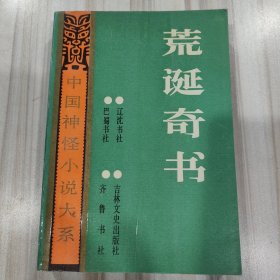 荒诞奇书
辽沈书社
巴蜀书社
吉林文史出版社
齐鲁书社
中国神怪小说大系